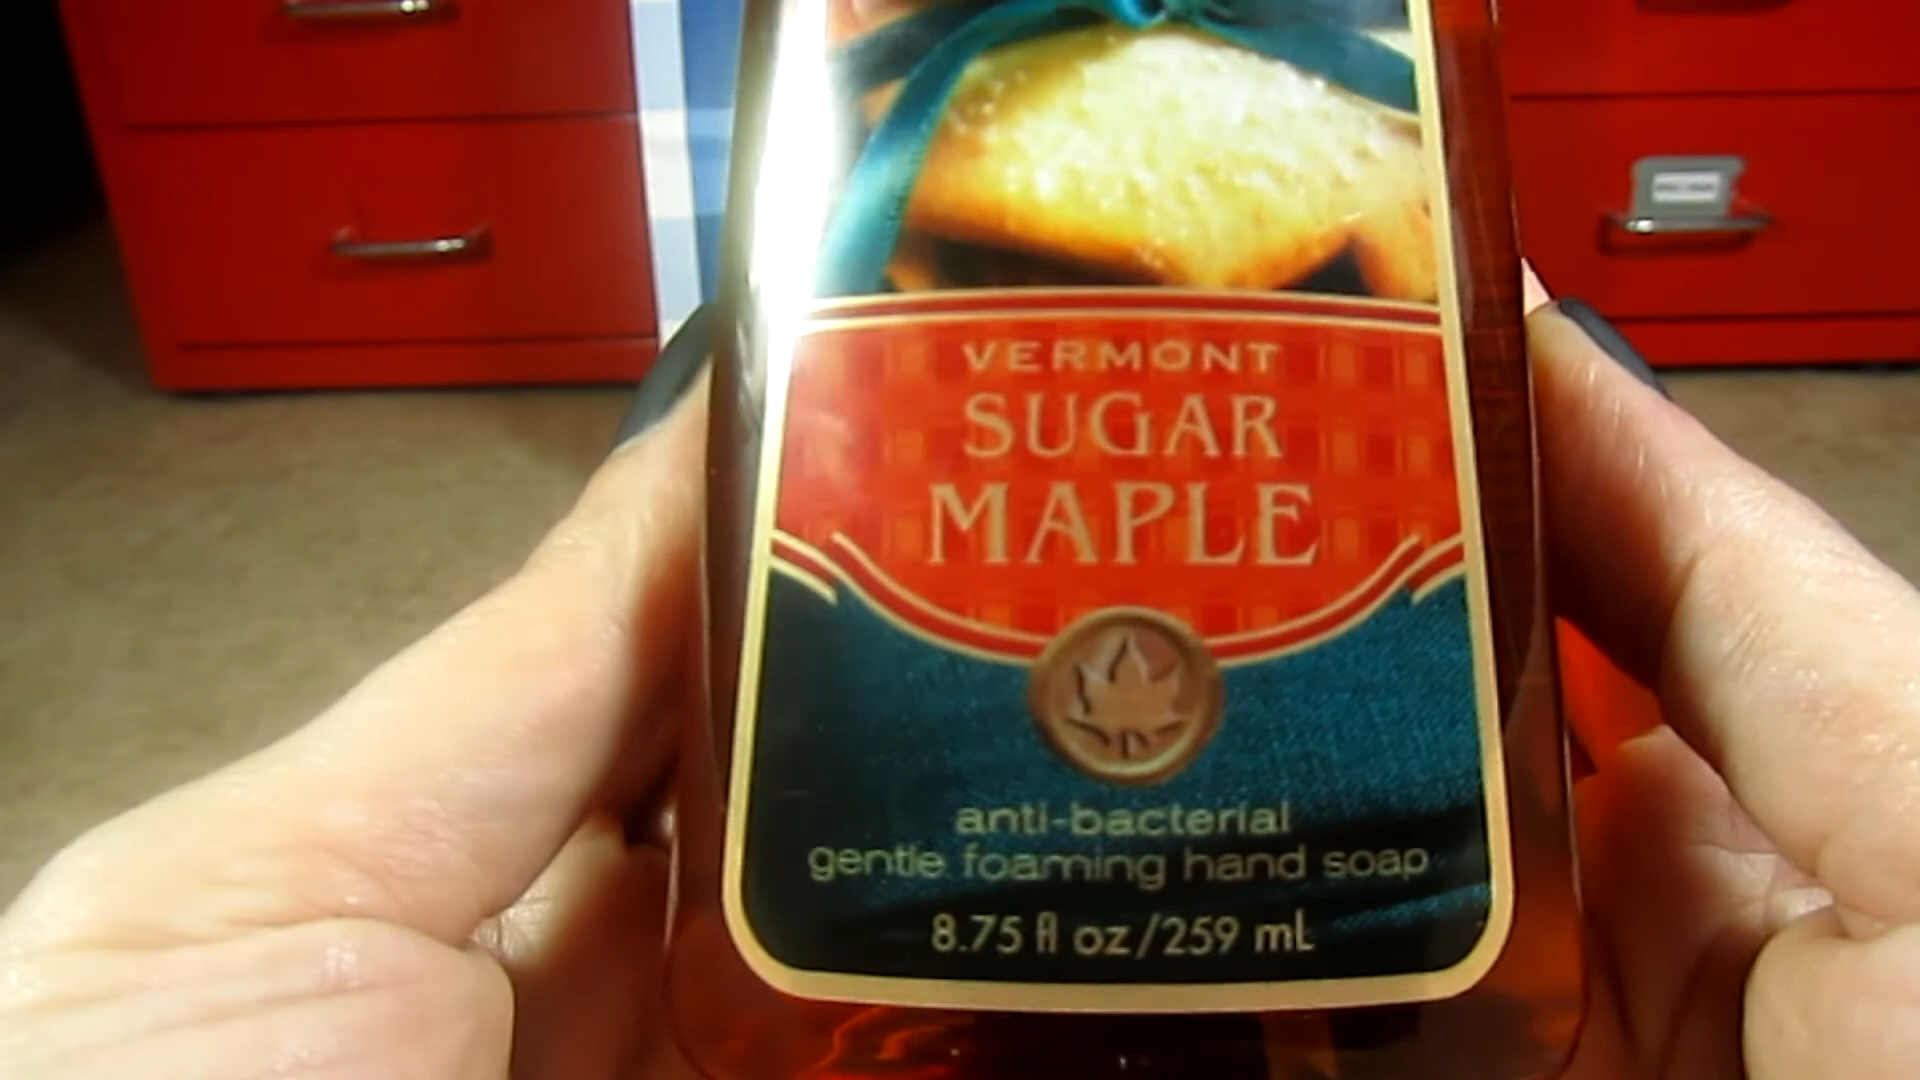 VERMONT
SUGAR
MAPLE
anti-bacterial
gentle foaming hand soap
8.75 fl oz/259 mL